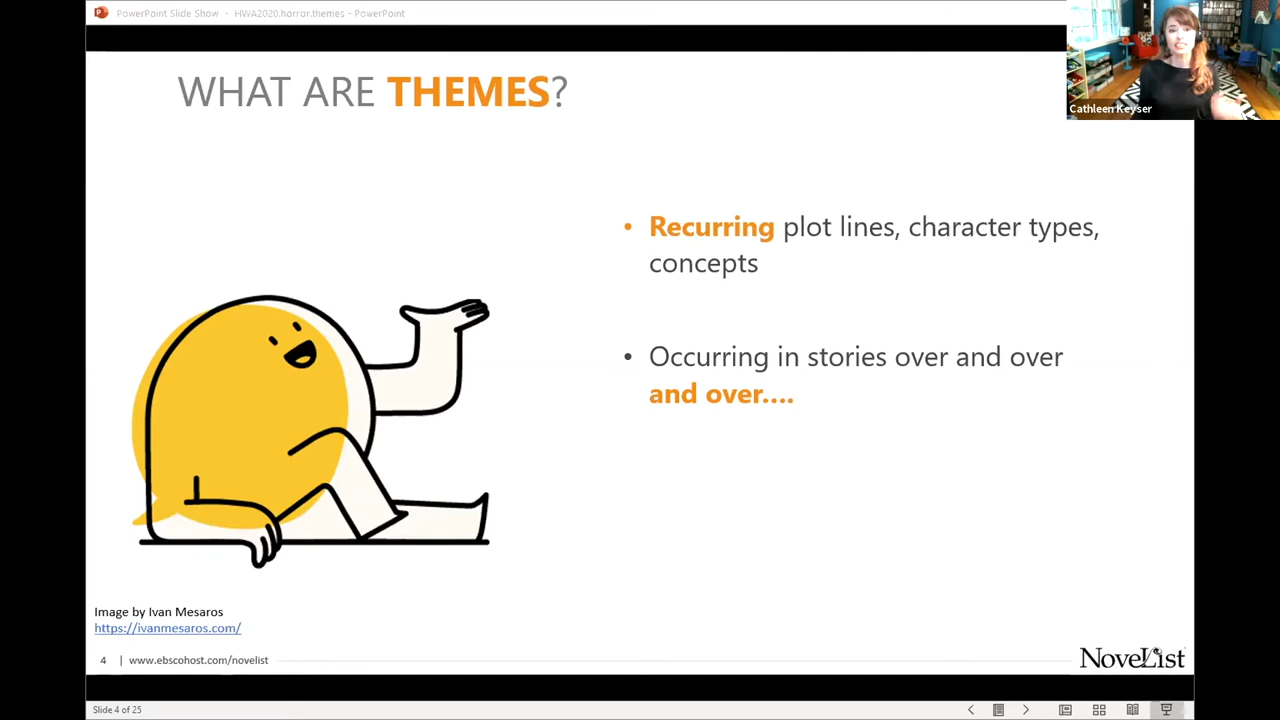 PowerPoint Slide Show - HWA2020.horror.themes - PowerPoint
Cathleen Keyser
WHAT ARE THEMES?
• Recurring plot lines, character types,
concepts
• Occurring in stories over and over
and over....
Image by Ivan Mesaros
https://ivanmesaros.com/
4 | www.ebscohost.com/novelist
NoveList
Slide 4 of 25